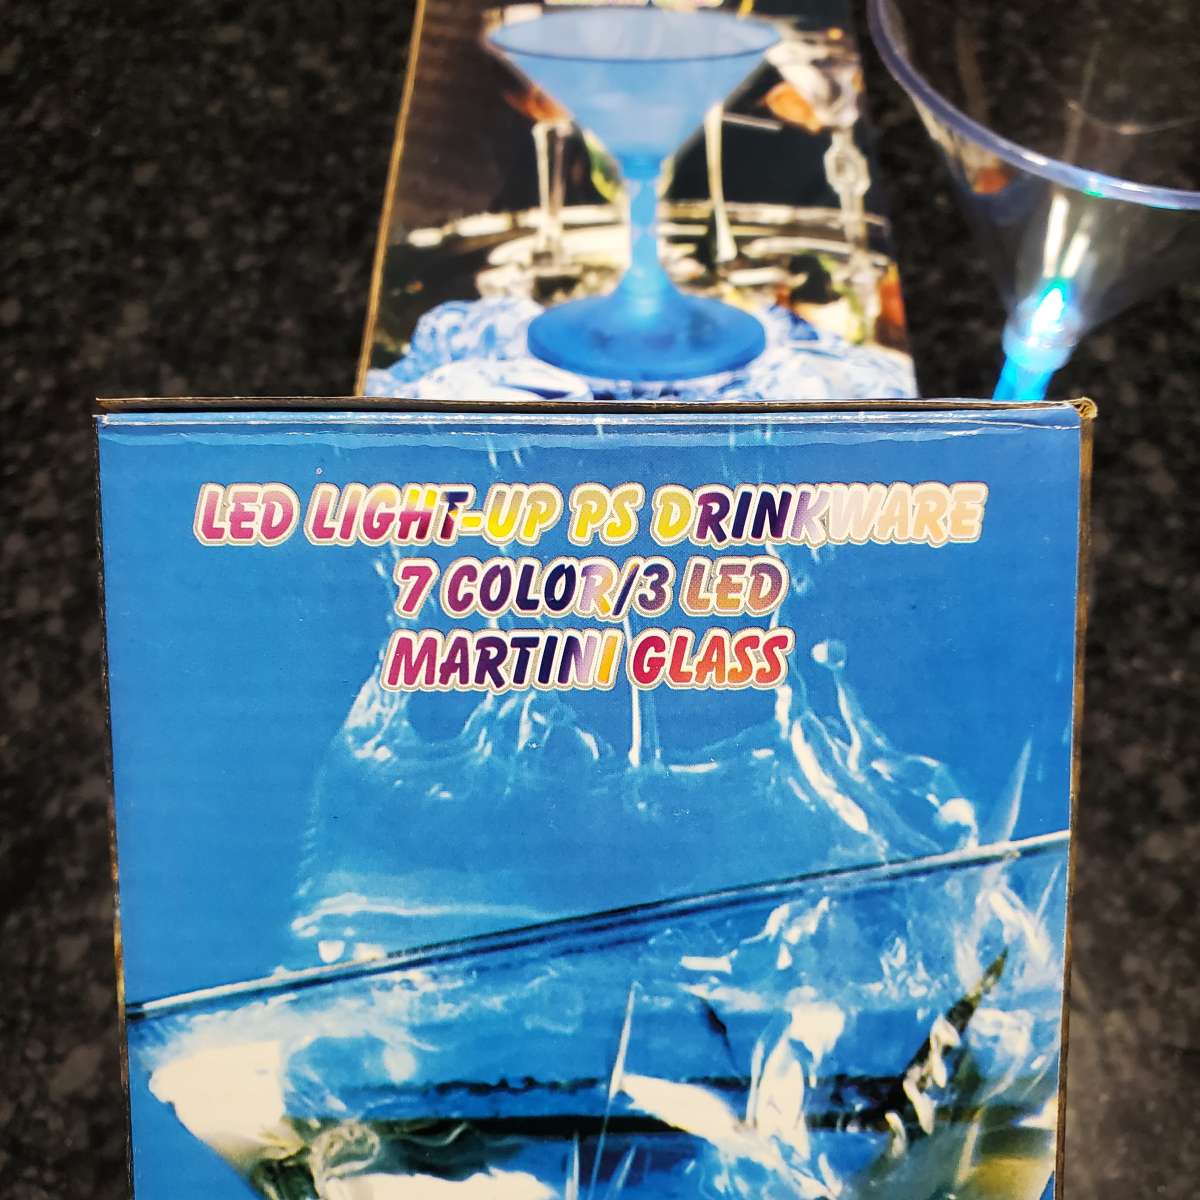 LED LIGHT-UP PS DRINKWARE
7 COLOR/3 LED
MARTINI GLASS